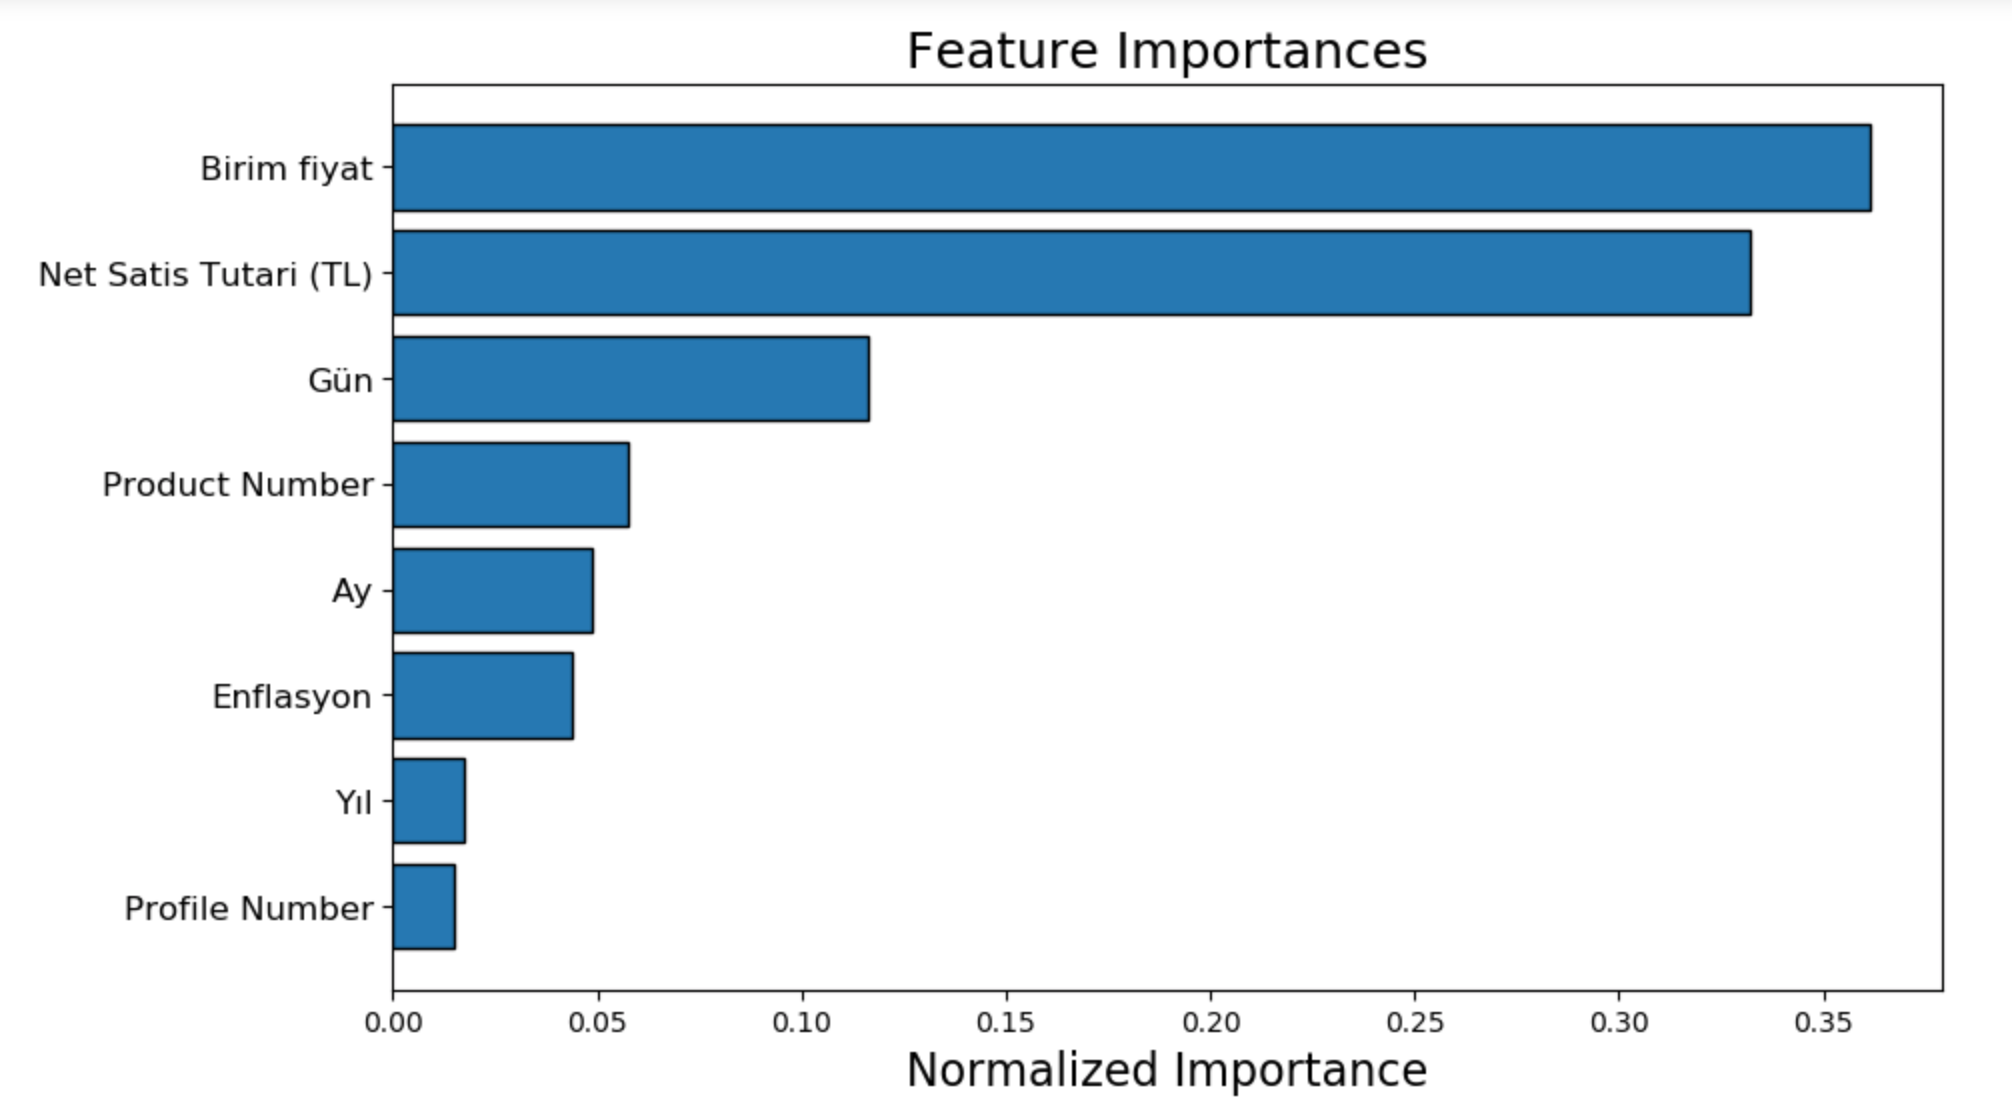 Feature Importances
Birim fiyat
Net Satis Tutari (TL)
Gün
Product Number
Ay
Enflasyon
Yıl
Profile Number
0.00 0.05 0.10 0.15 0.20 0.25 0.30 0.35
Normalized Importance